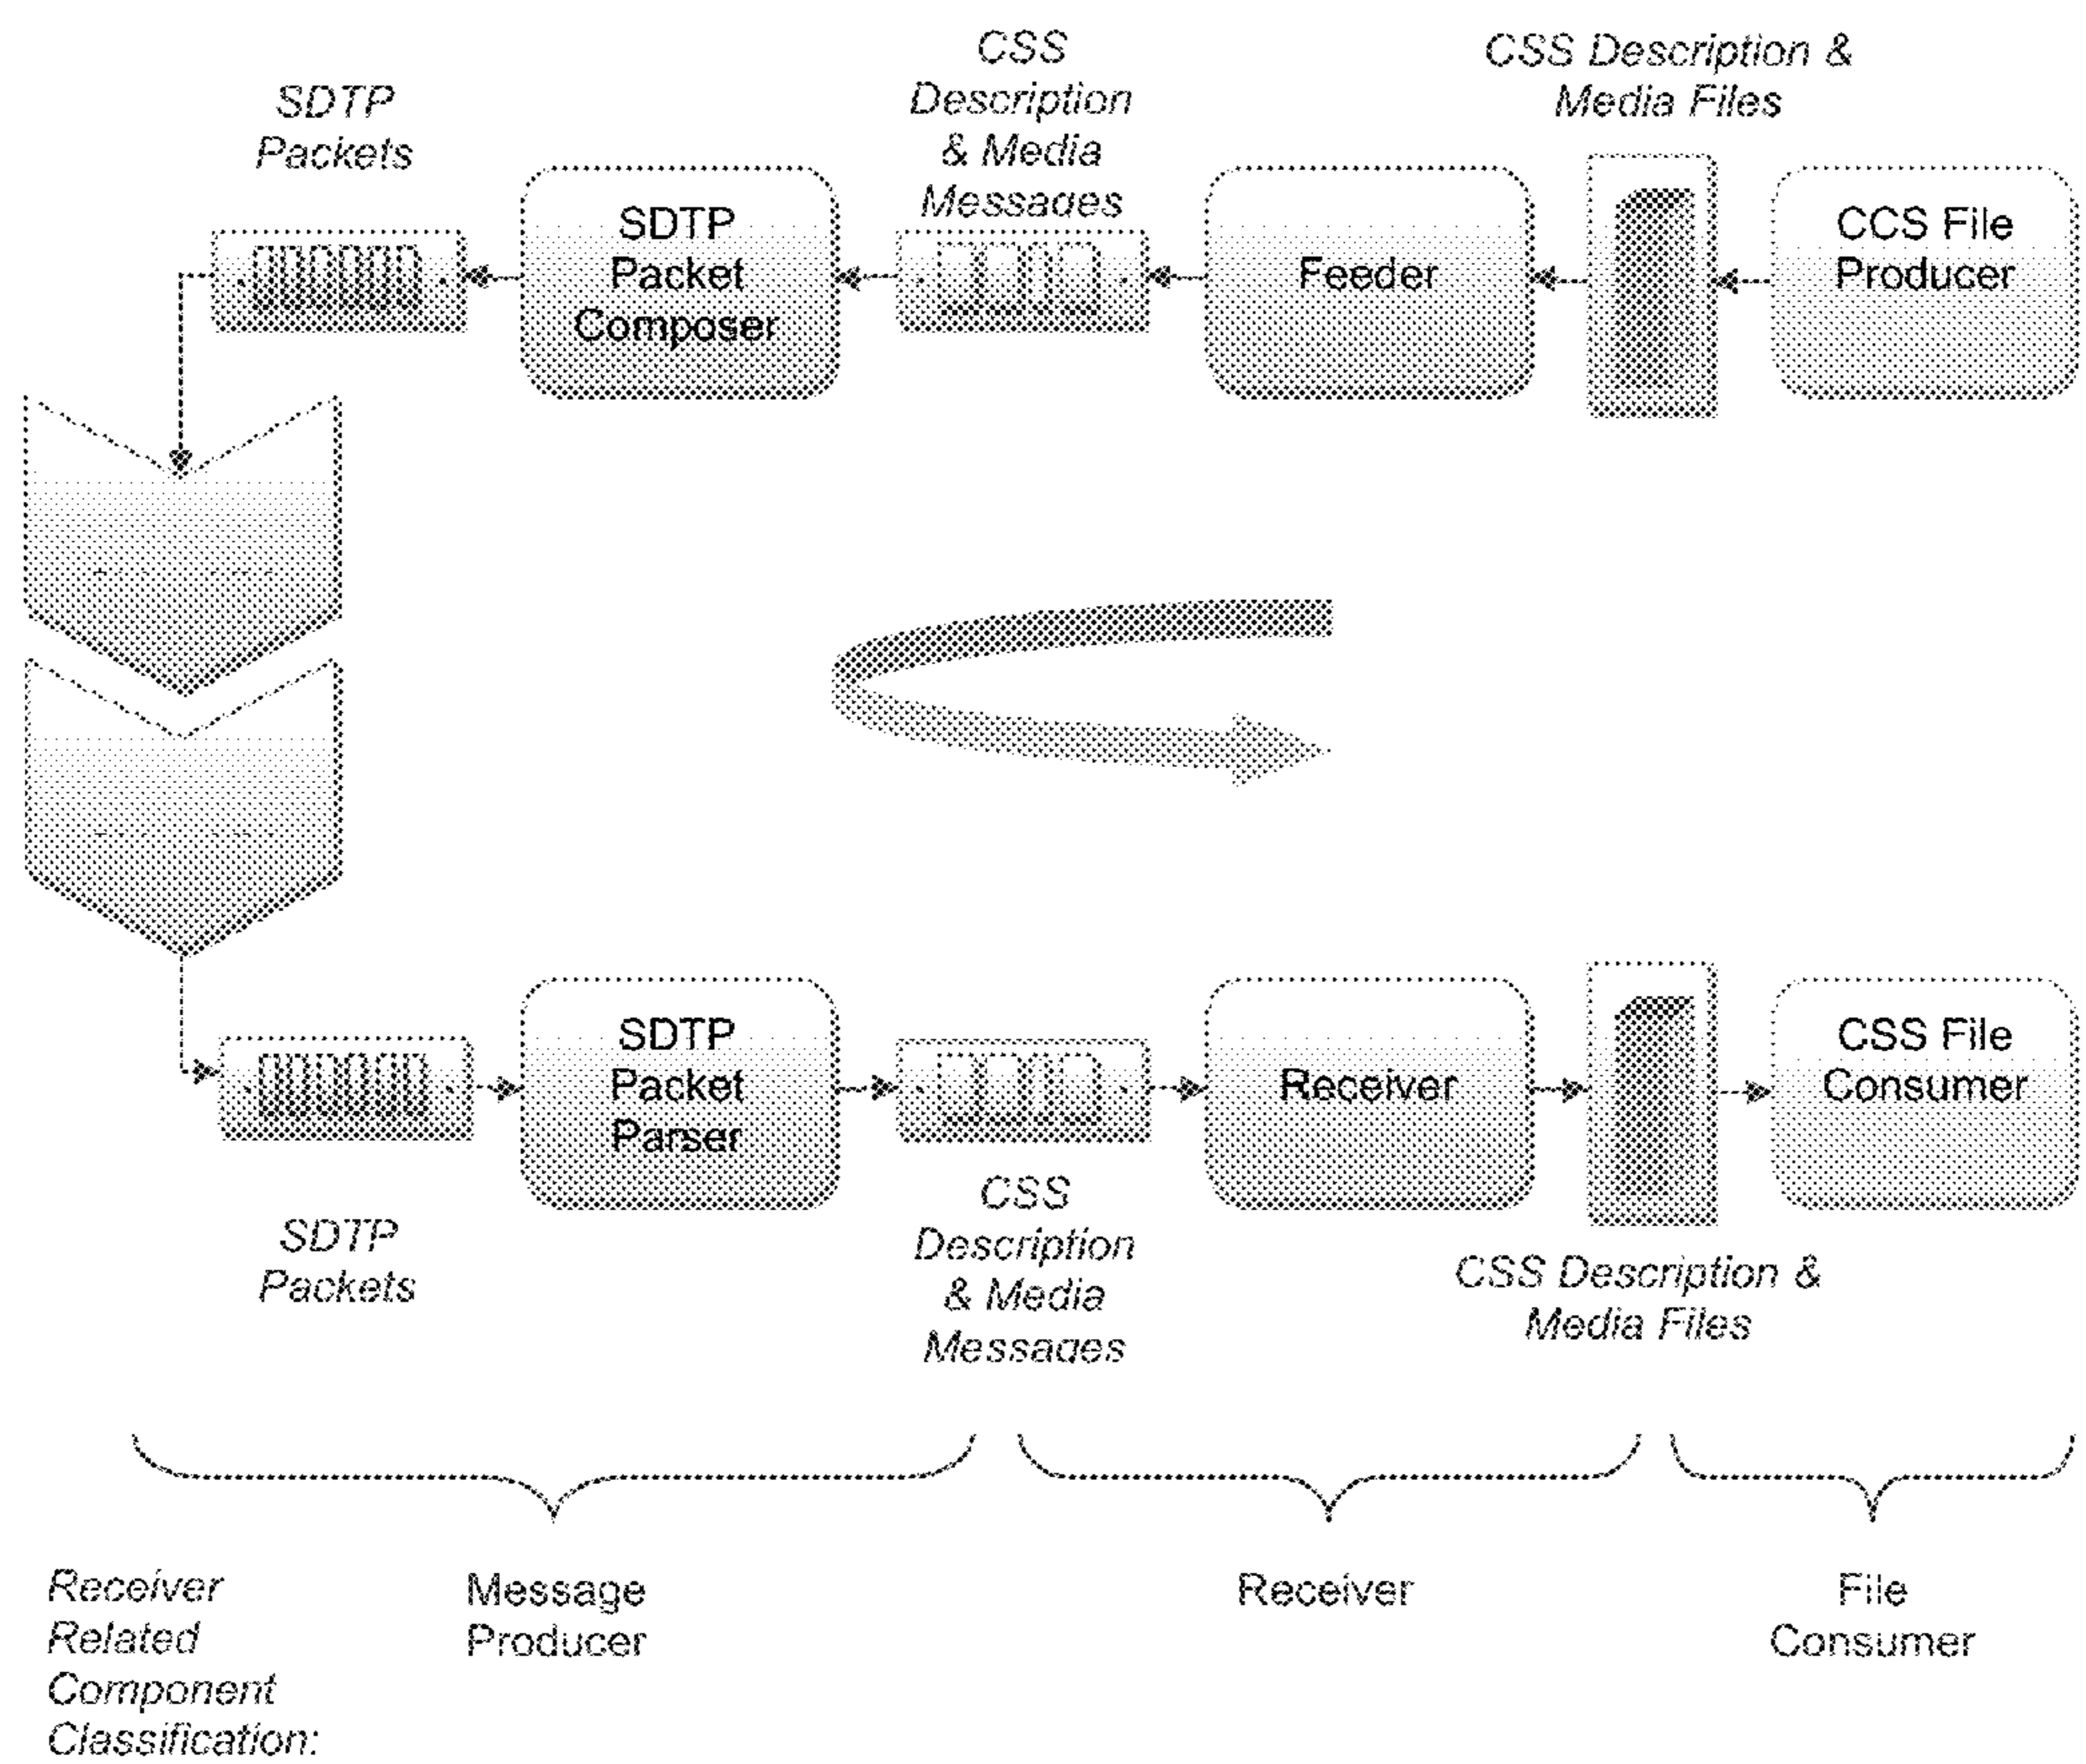 SDTP
Packets
CSS
Description
& Media
Messages
CSS Description &
Media Files
SDTP
Packet
Composer
Feeder
CCS File
Producer
SDTP
Packet
Parser
Receiver
CSS File
Consumer
SDTP
Packets
CSS
Description
& Media
Messages
CSS Description &
Media Files
Receiver
Related
Component
Classification:
Message
Producer
Receiver
File
Consumer